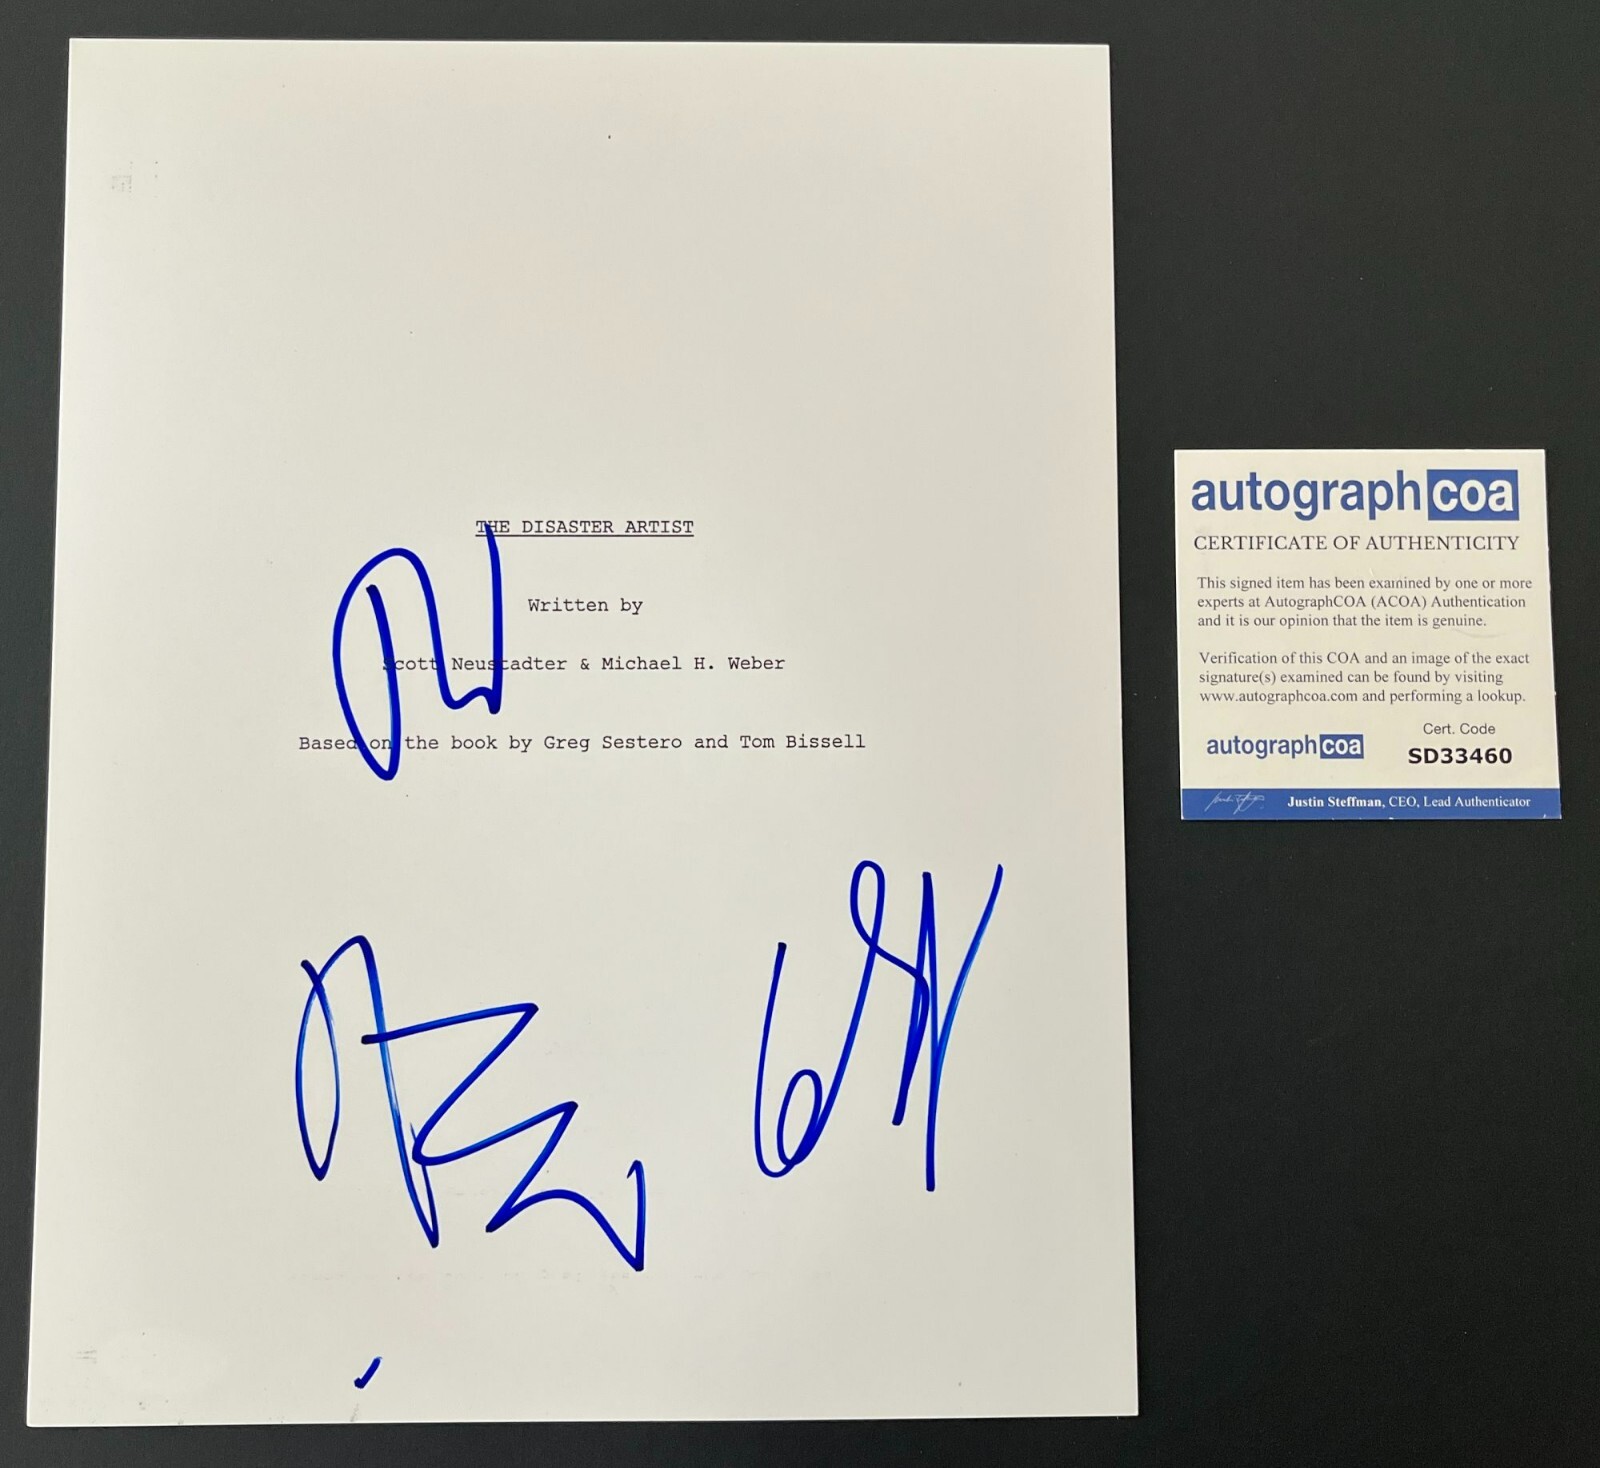 THE DISASTER ARTIST
Written by
Scott Neustadter & Michael H. Weber
Based on the book by Greg Sestero and Tom Bissell
autographcoa
CERTIFICATE OF AUTHENTICITY
This signed item has been examined by one or more
experts at AutographCOA (ACOA) Authentication
and it is our opinion that the item is genuine.
Verification of this COA and an image of the exact
signature(s) examined can be found by visiting
www.autographcoa.com and performing a lookup.
autographcoa
Cert. Code
SD33460
Justin Steffman, CEO, Lead Authenticator